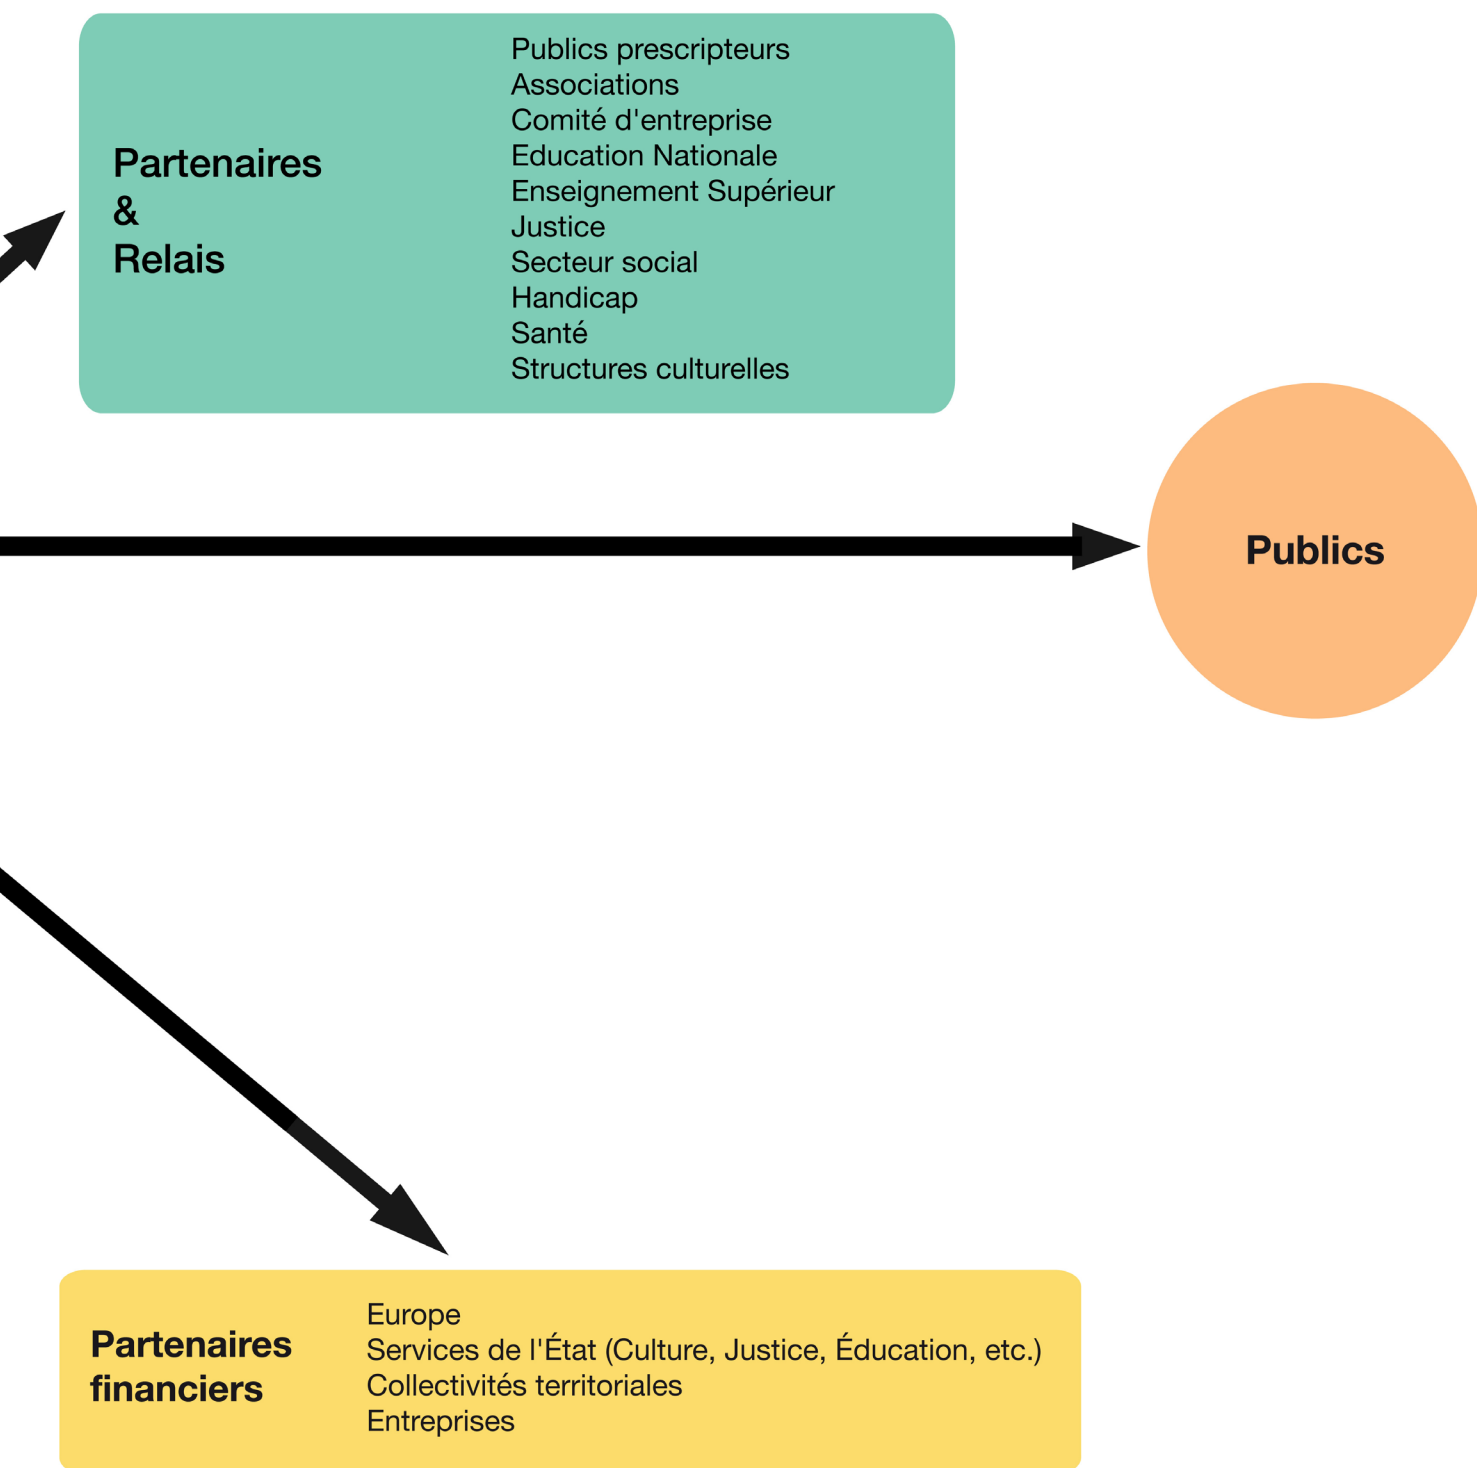 Partenaires
&
Relais
Publics prescripteurs
Associations
Comité d'entreprise
Education Nationale
Enseignement Supérieur
Justice
Secteur social
Handicap
Santé
Structures culturelles
Publics
Partenaires
financiers
Europe
Services de l'État (Culture, Justice, Éducation, etc.)
Collectivités territoriales
Entreprises